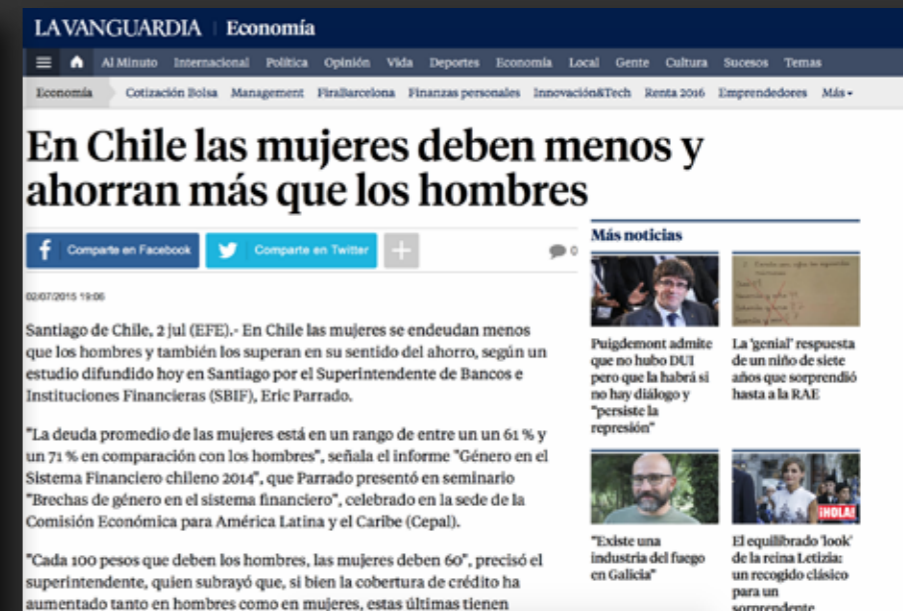 LA VANGUARDIA | Economía
Al Minuto Internacional Política Opinión Vida Deportes Economía Local Gente Cultura Sucesos Temas
Economía Cotización Bolsa Management FiraBarcelona Finanzas personales Innovación&Tech Renta 2016 Emprendedores Más
En Chile las mujeres deben menos y
ahorran más que los hombres
Comparte en Facebook
Comparte en Twitter
+
0
02/07/2015 19:06
Santiago de Chile, 2 jul (EFE).- En Chile las mujeres se endeudan menos
que los hombres y también los superan en su sentido del ahorro, según un
estudio difundido hoy en Santiago por el Superintendente de Bancos e
Instituciones Financieras (SBIF), Eric Parrado.
"La deuda promedio de las mujeres está en un rango de entre un un 61 % y
un 71 % en comparación con los hombres", señala el informe "Género en el
Sistema Financiero chileno 2014", que Parrado presentó en seminario
"Brechas de género en el sistema financiero", celebrado en la sede de la
Comisión Económica para América Latina y el Caribe (Cepal).
"Cada 100 pesos que deben los hombres, las mujeres deben 60", precisó el
superintendente, quien subrayó que, si bien la cobertura de crédito ha
aumentado tanto en hombres como en mujeres, estas últimas tienen
Más noticias
Puigdemont admite
que no hubo DUI
pero que la habrá si
no hay diálogo y
"persiste la
represión"
La 'genial' respuesta
de un niño de siete
años que sorprendió
hasta a la RAE
"Existe una
industria del fuego
en Galicia"
¡HOLA!
El equilibrado 'look'
de la reina Letizia:
un recogido clásico
para un
sorprendente